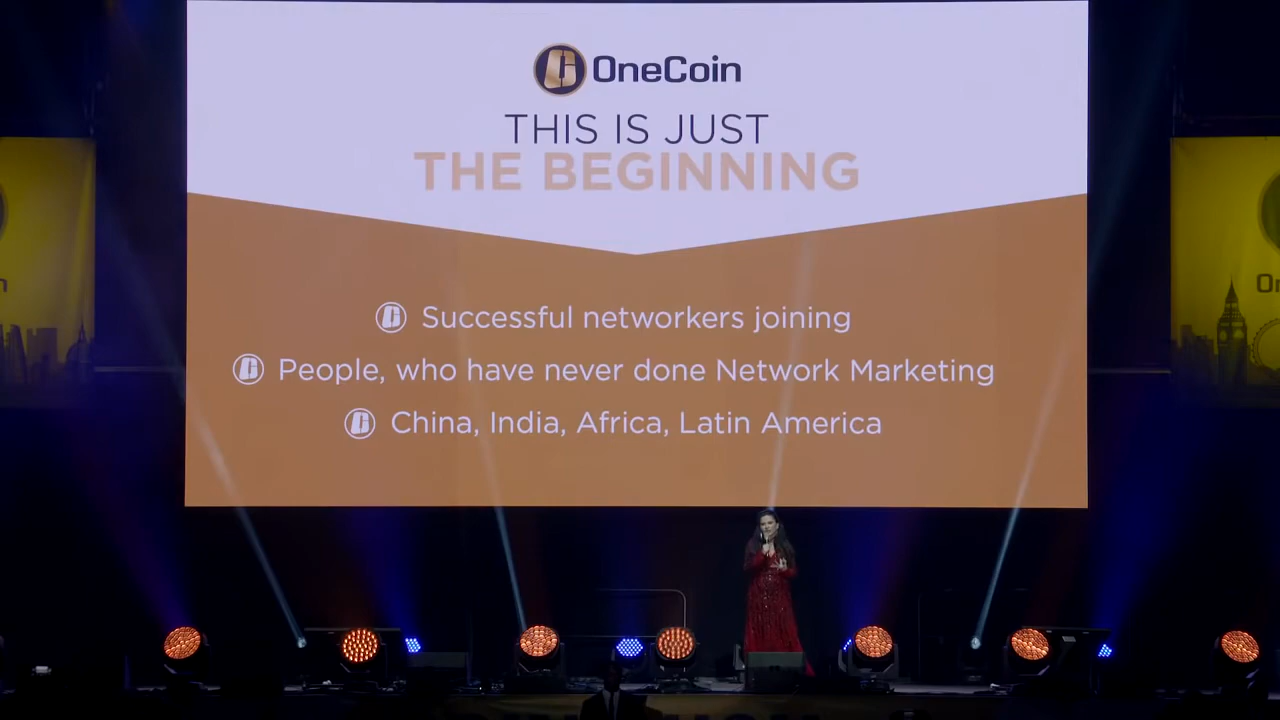 OneCoin
THIS IS JUST
THE BEGINNING
Successful networkers joining
People, who have never done Network Marketing
China, India, Africa, Latin America